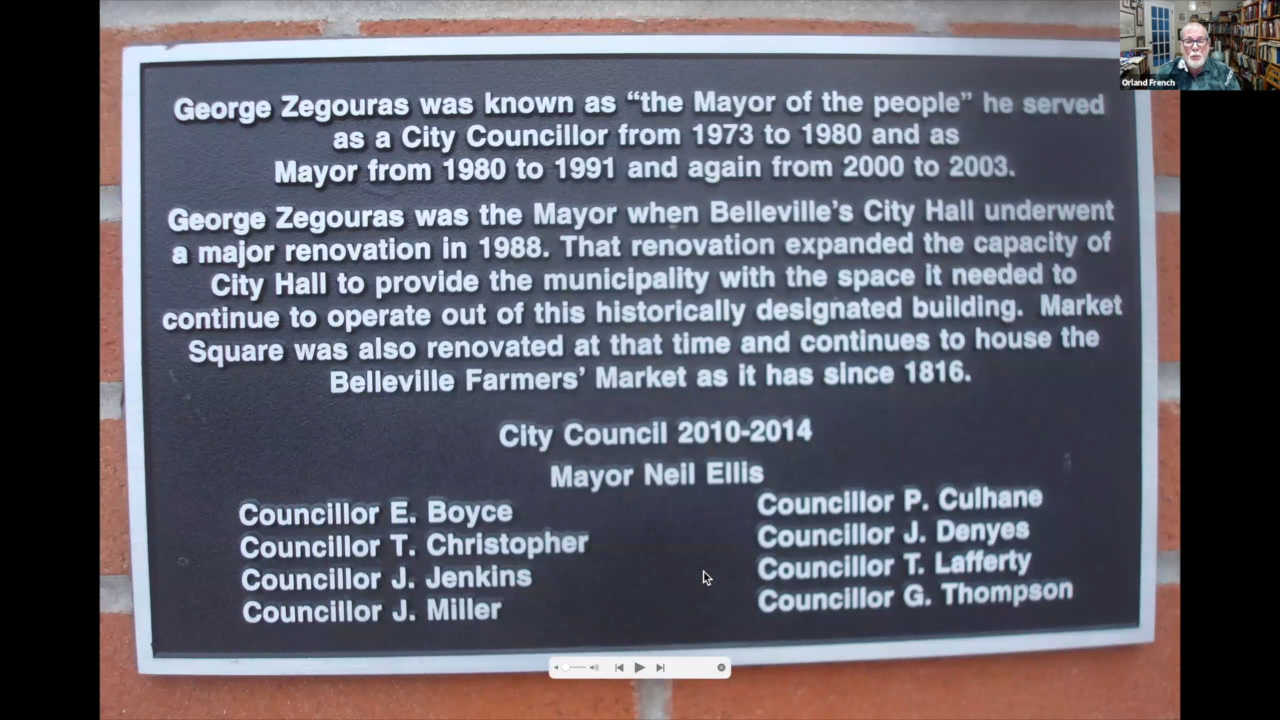 George Zegouras was known as “the Mayor of the people” he served
as a City Councillor from 1973 to 1980 and as
Mayor from 1980 to 1991 and again from 2000 to 2003.
George Zegouras was the Mayor when Belleville’s City Hall underwent
a major renovation in 1988. That renovation expanded the capacity of
City Hall to provide the municipality with the space it needed to
continue to operate out of this historically designated building. Market
Square was also renovated at that time and continues to house the
Belleville Farmers’ Market as it has since 1816.
City Council 2010-2014
Mayor Neil Ellis
Councillor E. Boyce
Councillor T. Christopher
Councillor J. Jenkins
Councillor J. Miller
Councillor P. Culhane
Councillor J. Denyes
Councillor T. Lafferty
Councillor G. Thompson
Orland French